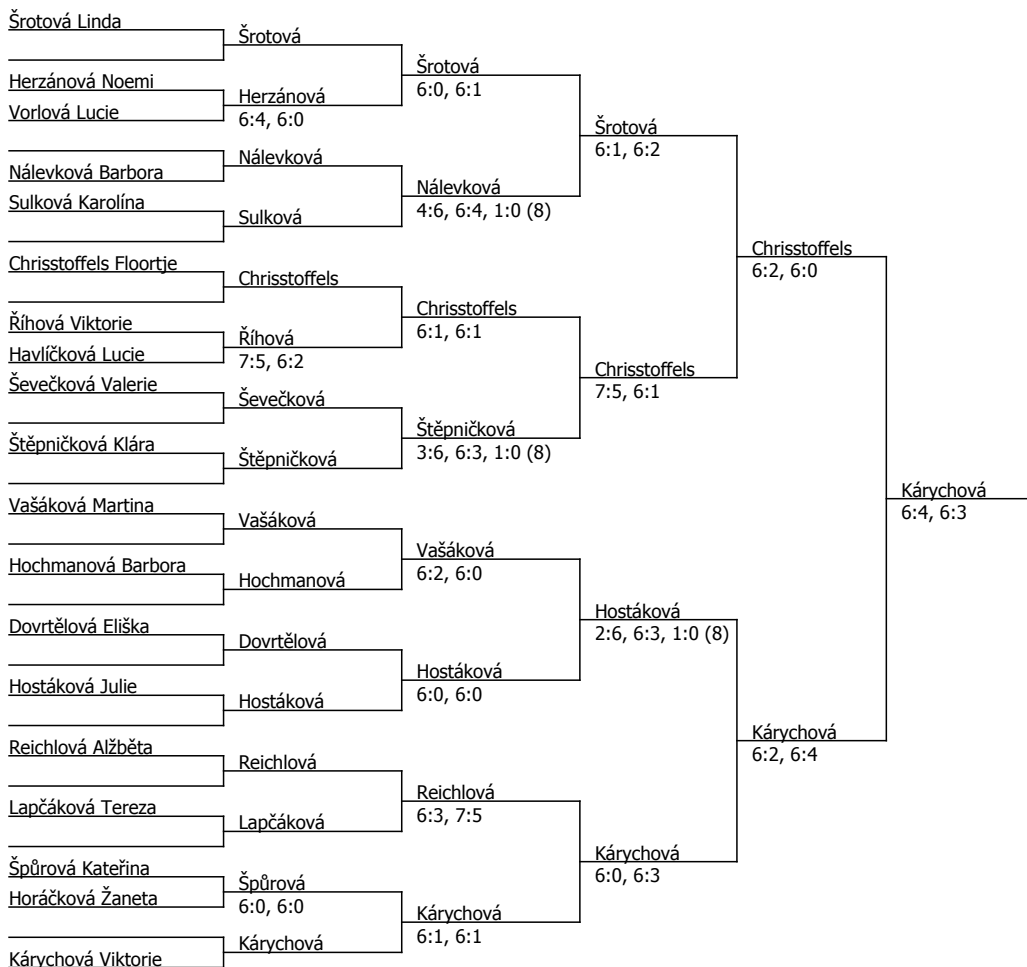 Šrotová Linda
Herzánová Noemi
Vorlová Lucie
Nálevková Barbora
Sulková Karolína
Chrisstoffels Floortje
Říhová Viktorie
Havlíčková Lucie
Ševečková Valerie
Štěpničková Klára
Vašáková Martina
Hochmanová Barbora
Dovrtělová Eliška
Hostáková Julie
Reichlová Alžběta
Lapčáková Tereza
Špůrová Kateřina
Horáčková Žaneta
Kárychová Viktorie
Šrotová
Herzánová
6:4, 6:0
Nálevková
Sulková
Chrisstoffels
Říhová
7:5, 6:2
Ševečková
Štěpničková
Vašáková
Hochmanová
Dovrtělová
Hostáková
Reichlová
Lapčáková
Špůrová
6:0, 6:0
Kárychová
Šrotová
6:0, 6:1
Nálevková
4:6, 6:4, 1:0 (8)
Chrisstoffels
6:1, 6:1
Štěpničková
3:6, 6:3, 1:0 (8)
Vašáková
6:2, 6:0
Hostáková
6:0, 6:0
Reichlová
6:3, 7:5
Kárychová
6:1, 6:1
Šrotová
6:1, 6:2
Chrisstoffels
7:5, 6:1
Hostáková
2:6, 6:3, 1:0 (8)
Kárychová
6:0, 6:3
Chrisstoffels
6:2, 6:0
Kárychová
6:2, 6:4
Kárychová
6:4, 6:3